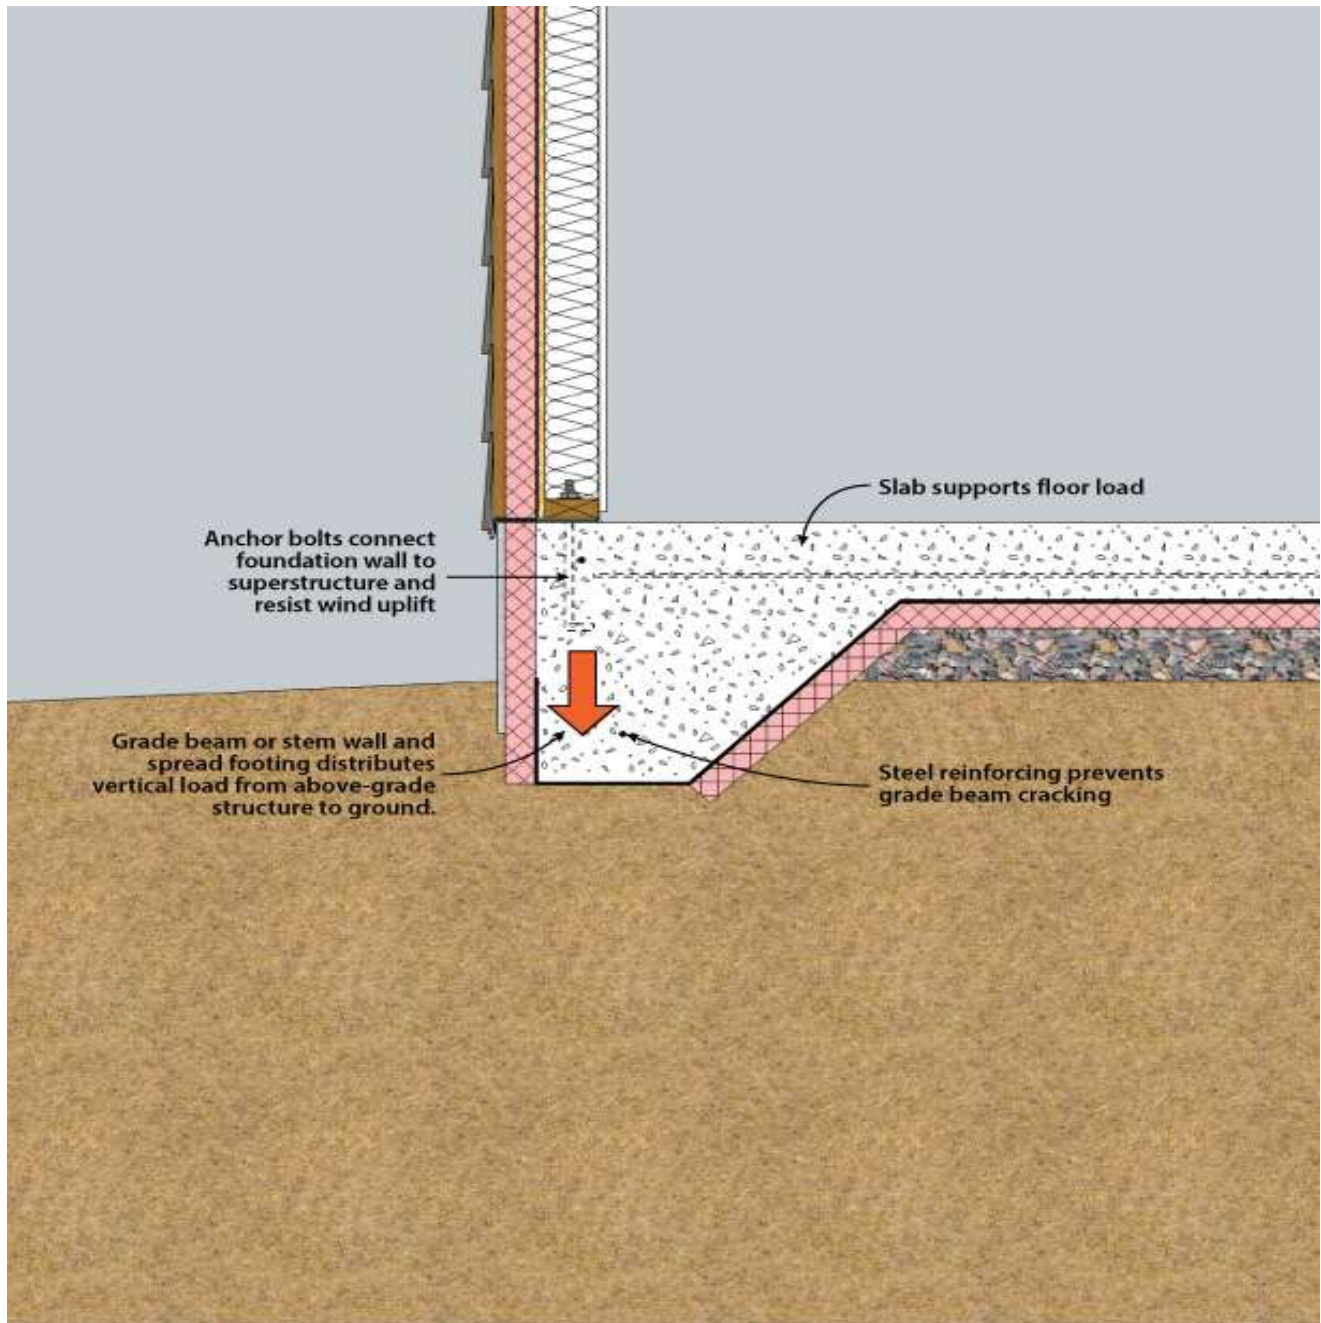 Slab supports floor load
Anchor bolts connect
foundation wall to
superstructure and
resist wind uplift
Grade beam or stem wall and
spread footing distributes
vertical load from above-grade
structure to ground.
Steel reinforcing prevents
grade beam cracking